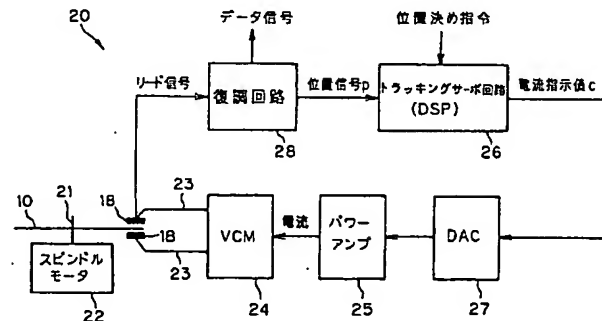 20
データ信号
位置決め指令
リード信号
復調回路
28
位置信号p
トラッキングサーボ回路
(DSP)
26
電流指示値c
10
21
18
18
23
23
スピンドル
モータ
22
VCM
24
電流
パワー
アンプ
25
DAC
27